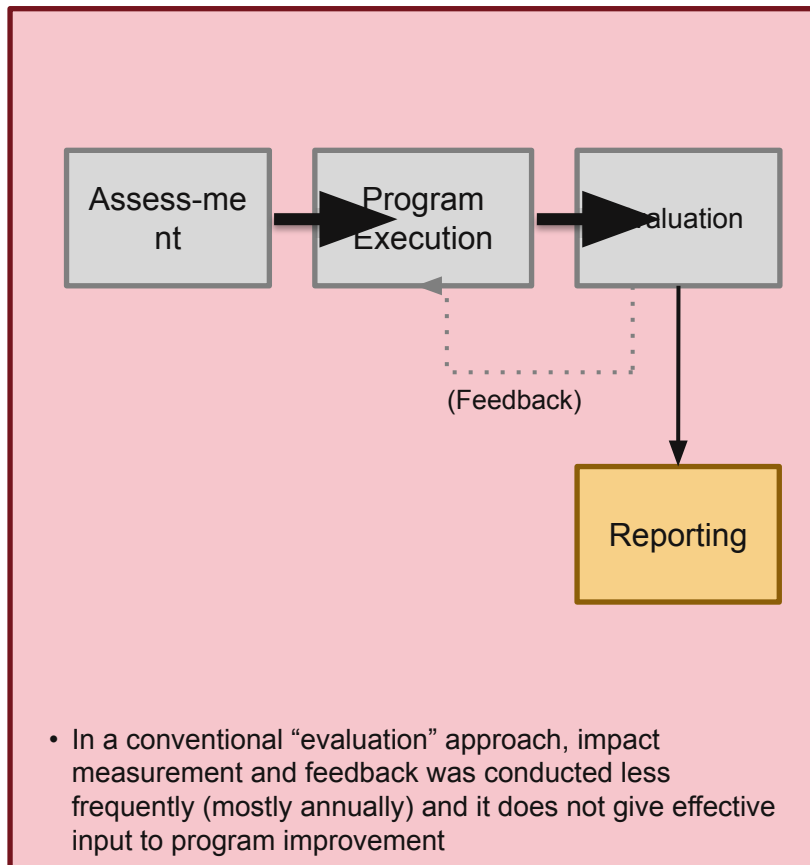 Assess-me
nt
Program
Execution
aluation
(Feedback)
Reporting
• In a conventional “evaluation” approach, impact
measurement and feedback was conducted less
frequently (mostly annually) and it does not give effective
input to program improvement